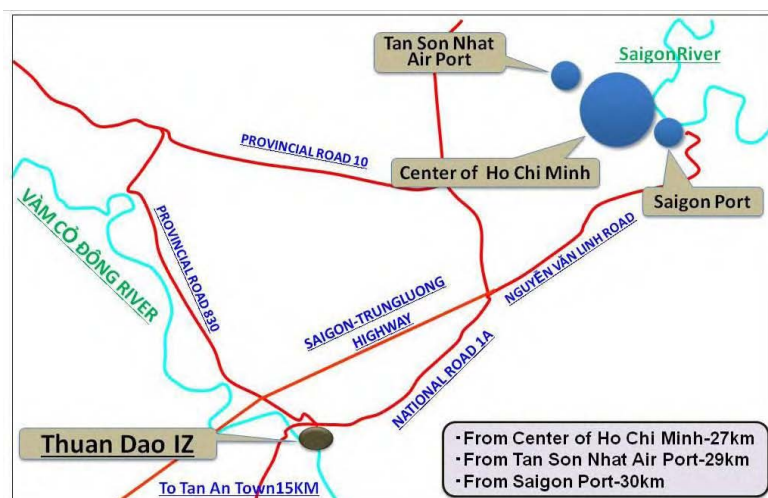 Tan Son Nhat
Air Port
SaigonRiver
PROVINCIAL ROAD 10
Center of Ho Chi Minh
Saigon Port
VÀM CỎ ĐÔNG RIVER
PROVINCIAL ROAD 830
SAIGON-TRUNGLUONG
HIGHWAY
NGUYỄN VĂN LINH ROAD
NATIONAL ROAD 1A
Thuan Dao IZ
To Tan An Town15KM
·From Center of Ho Chi Minh-27km
·From Tan Son Nhat Air Port-29km
·From Saigon Port-30km